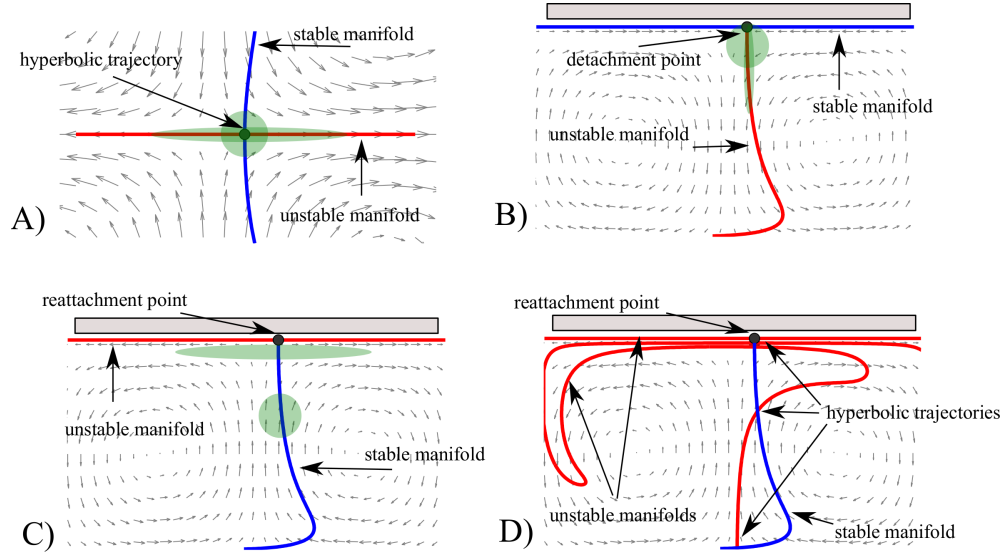 stable manifold
hyperbolic trajectory
unstable manifold
A)
detachment point
stable manifold
unstable manifold
B)
reattachment point
unstable manifold
stable manifold
C)
reattachment point
hyperbolic trajectories
unstable manifolds
stable manifold
D)